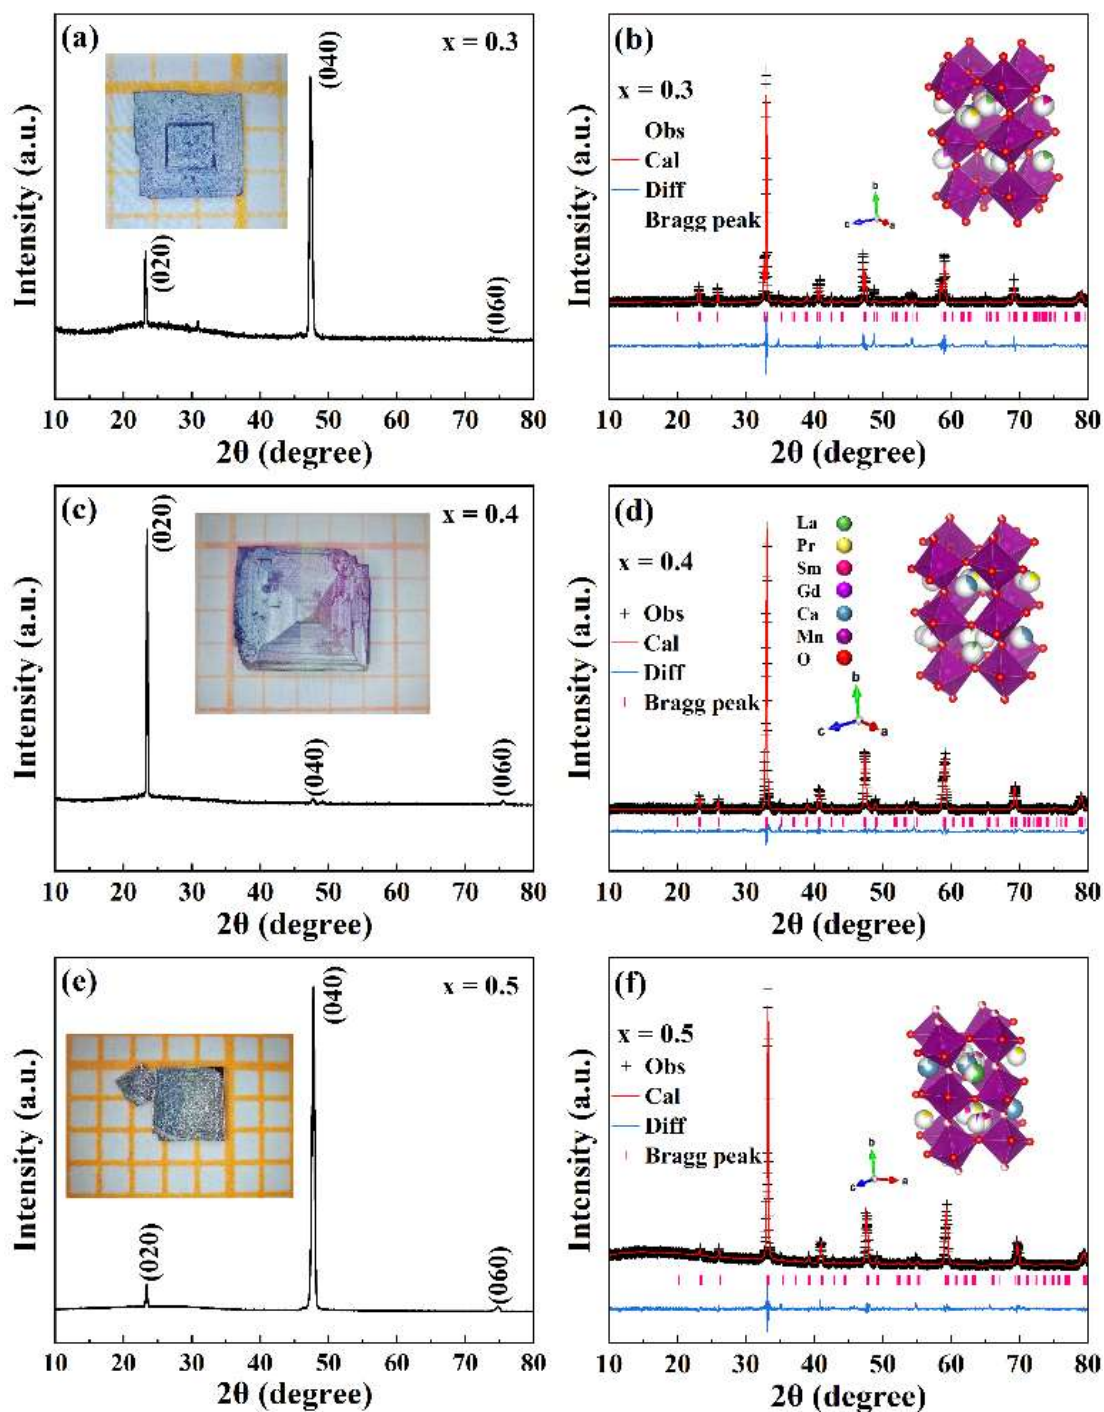 (a)
x = 0.3
(020)
(040)
(060)
Intensity (a.u.)
10 20 30 40 50 60 70 80
2θ (degree)
(b)
x = 0.3
Obs
Cal
Diff
Bragg peak
b
c
a
Intensity (a.u.)
10 20 30 40 50 60 70 80
2θ (degree)
(c)
x = 0.4
(020)
(040)
(060)
Intensity (a.u.)
10 20 30 40 50 60 70 80
2θ (degree)
(d)
x = 0.4
Obs
Cal
Diff
Bragg peak
La
Pr
Sm
Gd
Ca
Mn
O
b
c
a
Intensity (a.u.)
10 20 30 40 50 60 70 80
2θ (degree)
(e)
x = 0.5
(020)
(040)
(060)
Intensity (a.u.)
10 20 30 40 50 60 70 80
2θ (degree)
(f)
x = 0.5
Obs
Cal
Diff
Bragg peak
b
c
a
Intensity (a.u.)
10 20 30 40 50 60 70 80
2θ (degree)